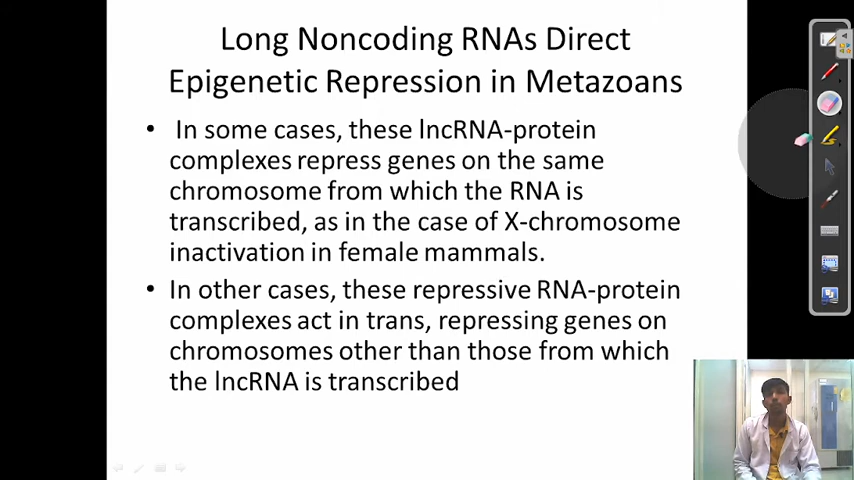 Long Noncoding RNAs Direct
Epigenetic Repression in Metazoans
• In some cases, these lncRNA-protein
complexes repress genes on the same
chromosome from which the RNA is
transcribed, as in the case of X-chromosome
inactivation in female mammals.
• In other cases, these repressive RNA-protein
complexes act in trans, repressing genes on
chromosomes other than those from which
the lncRNA is transcribed